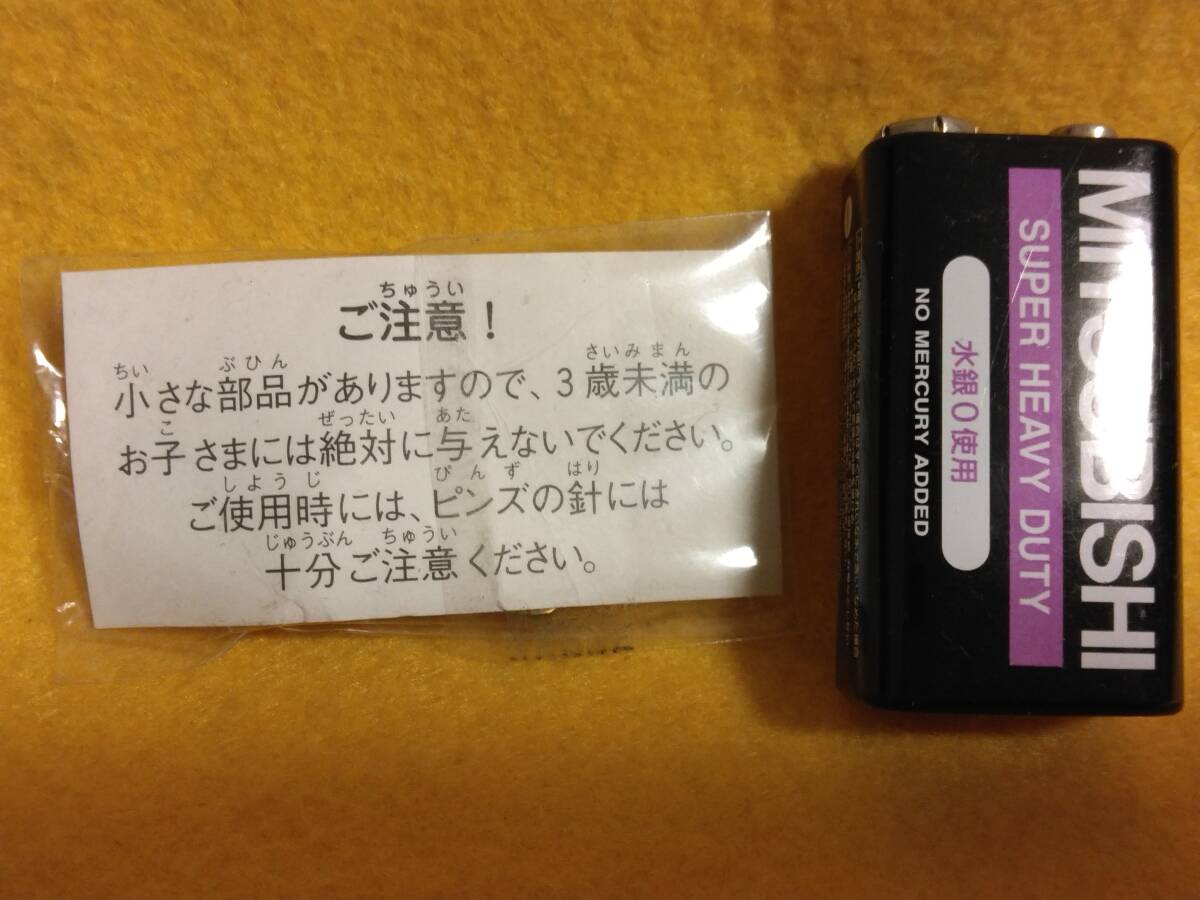 ご注意！
小さな部品がありますので、3歳未満の
お子さまには絶対に与えないでください。
ご使用時には、ピンズの針には
十分ご注意ください。
MITSUBISHI
SUPER HEAVY DUTY
水銀0使用
NO MERCURY ADDED